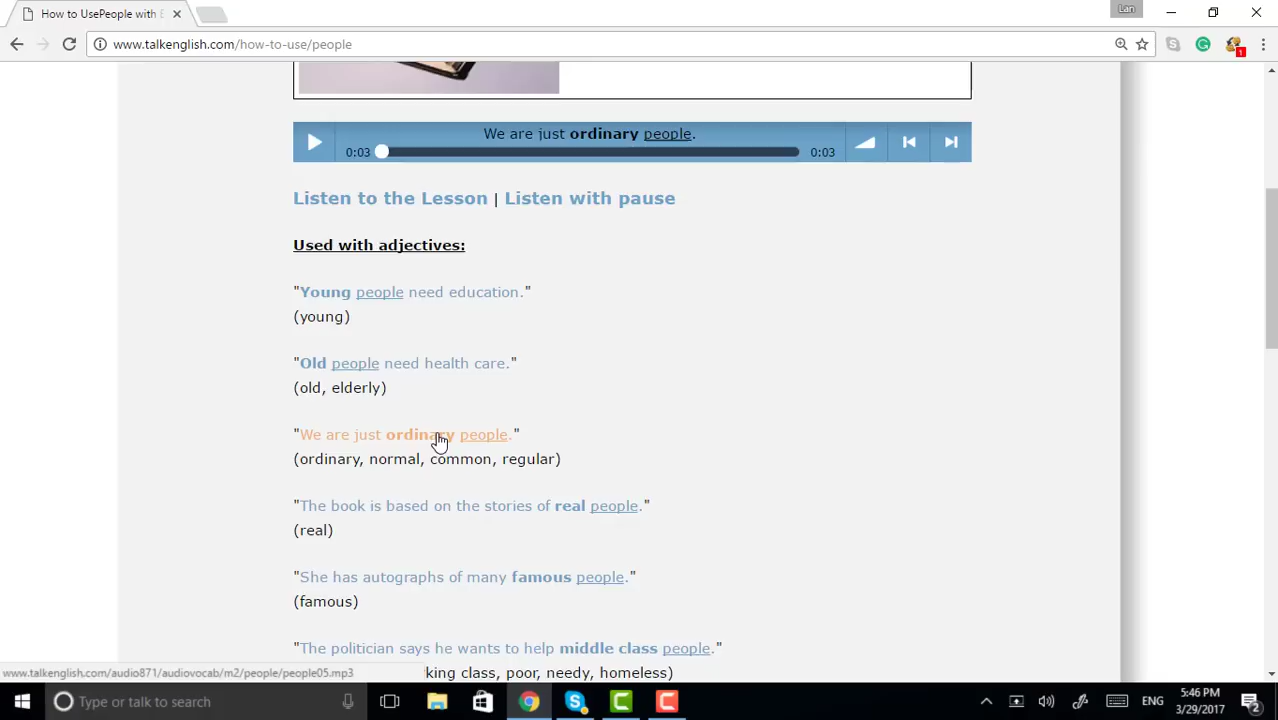 How to UsePeople with E
Lan
www.talkenglish.com/how-to-use/people
1
We are just ordinary people.
0:03
0:03
Listen to the Lesson | Listen with pause
Used with adjectives:
"Young people need education."
(young)
"Old people need health care."
(old, elderly)
"We are just ordinary people."
(ordinary, normal, common, regular)
"The book is based on the stories of real people."
(real)
"She has autographs of many famous people."
(famous)
"The politician says he wants to help middle class people."
king class, poor, needy, homeless)
www.talkenglish.com/audio871/audiovocab/m2/people/people05.mp3
Type or talk to search
ENG
5:46 PM
3/29/2017
2